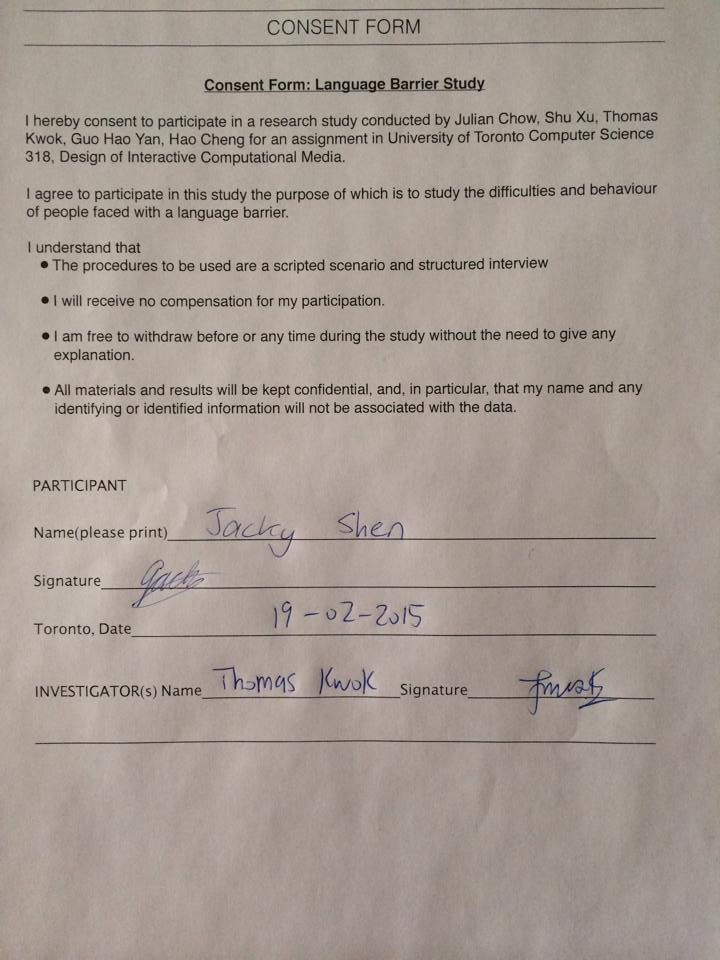 CONSENT FORM
Consent Form: Language Barrier Study
I hereby consent to participate in a research study conducted by Julian Chow, Shu Xu, Thomas
Kwok, Guo Hao Yan, Hao Cheng for an assignment in University of Toronto Computer Science
318, Design of Interactive Computational Media.
I agree to participate in this study the purpose of which is to study the difficulties and behaviour
of people faced with a language barrier.
I understand that
● The procedures to be used are a scripted scenario and structured interview
● I will receive no compensation for my participation.
● I am free to withdraw before or any time during the study without the need to give any
explanation.
● All materials and results will be kept confidential, and, in particular, that my name and any
identifying or identified information will not be associated with the data.
PARTICIPANT
Name(please print) Jacky Shen
Signature
Toronto, Date 19-02-2015
INVESTIGATOR(s) Name Thomas Kwok Signature